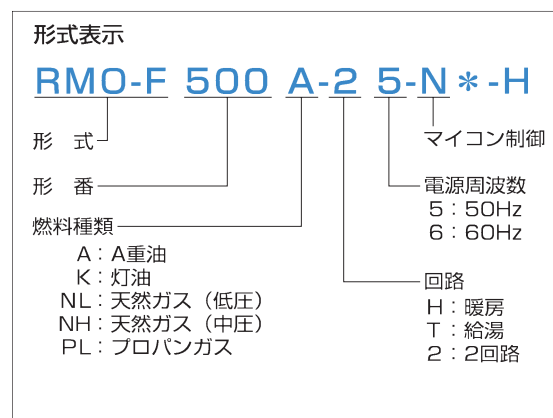 形式表示
RMO-F 500 A-2 5-N＊-H
形 式
マイコン制御
形 番
電源周波数
5：50Hz
6：60Hz
燃料種類
A：A重油
K：灯油
NL：天然ガス（低圧）
NH：天然ガス（中圧）
PL：プロパンガス
回路
H：暖房
T：給湯
2：2回路